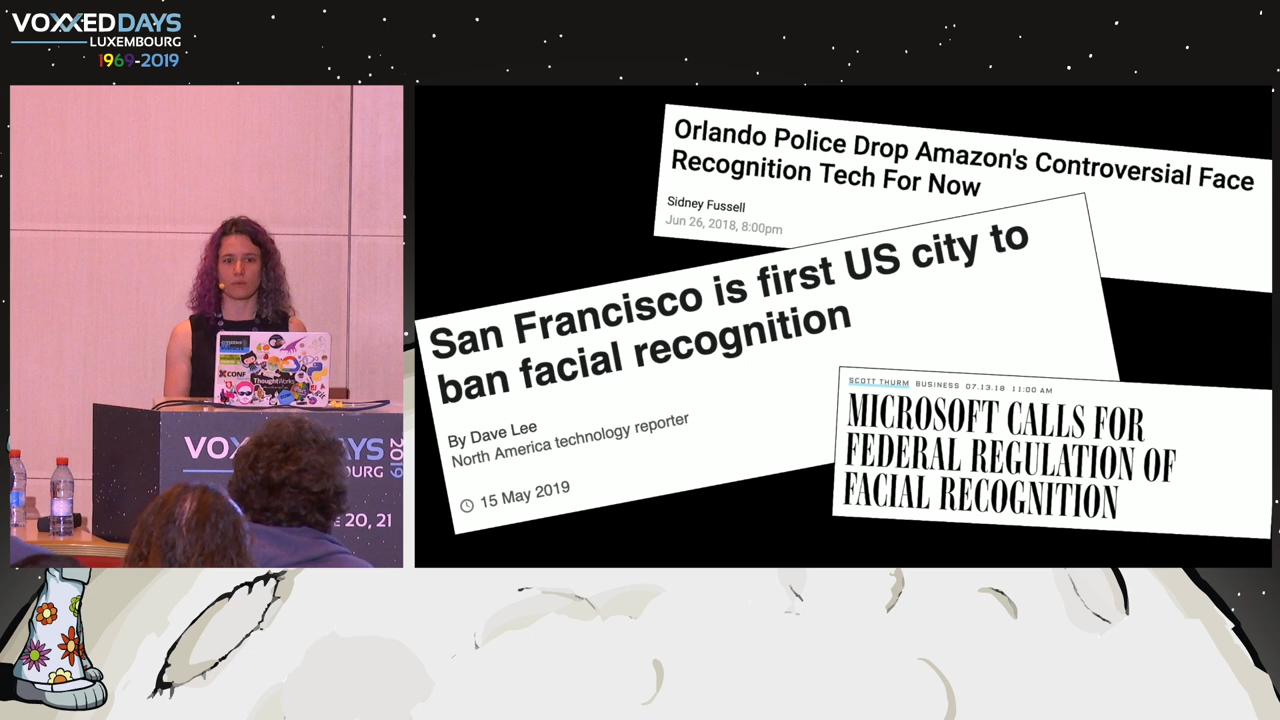 VOXXED DAYS
LUXEMBOURG
1969-2019
Orlando Police Drop Amazon's Controversial Face
Recognition Tech For Now
Sidney Fussell
Jun 26, 2018, 8:00pm
San Francisco is first US city to
ban facial recognition
By Dave Lee
North America technology reporter
15 May 2019
SCOTT THURM BUSINESS 07.13.18 11:00 AM
MICROSOFT CALLS FOR
FEDERAL REGULATION OF
FACIAL RECOGNITION
XCONF
ThoughtWorks
2019
20, 21